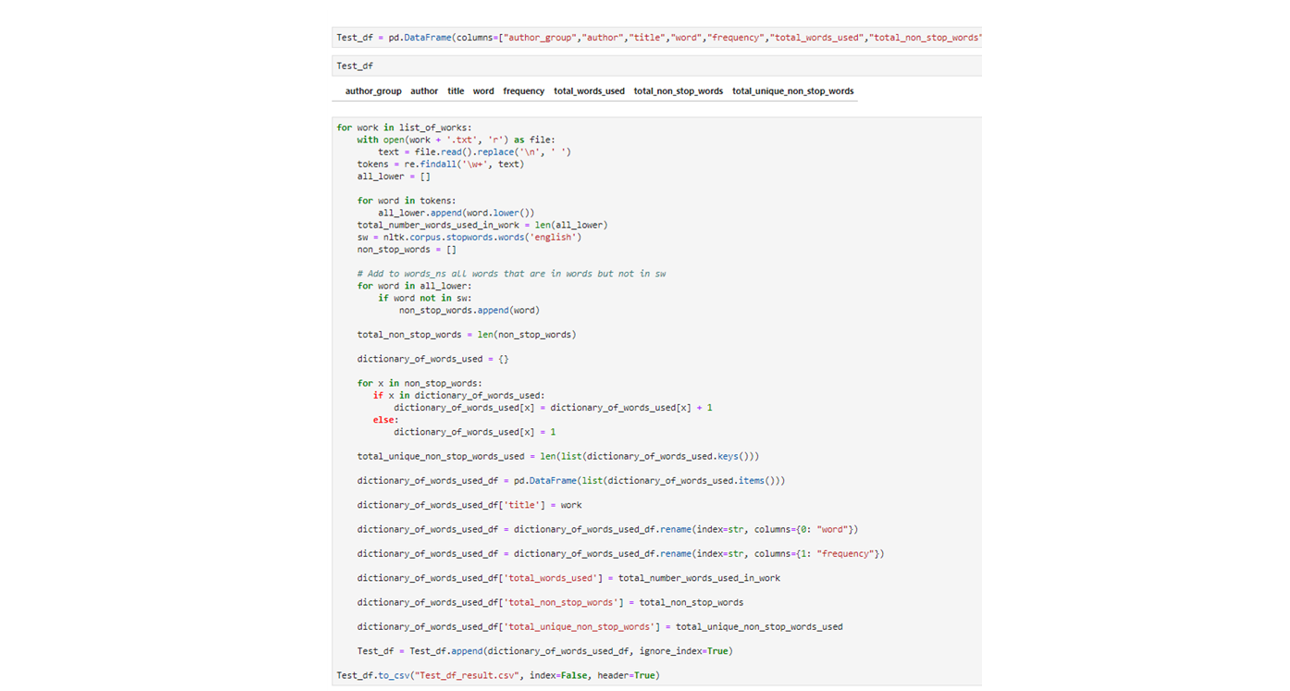 Test_df = pd.DataFrame(columns=["author_group","author","title","word","frequency","total_words_used","total_non_stop_words"
Test_df
author_group author title word frequency total_words_used total_non_stop_words total_unique_non_stop_words
for work in list_of_works:
    with open(work + '.txt', 'r') as file:
        text = file.read().replace('\n', ' ')
    tokens = re.findall('\w+', text)
    all_lower = []
    for word in tokens:
        all_lower.append(word.lower())
    total_number_words_used_in_work = len(all_lower)
    sw = nltk.corpus.stopwords.words('english')
    non_stop_words = []
    # Add to words_ns all words that are in words but not in sw
    for word in all_lower:
        if word not in sw:
            non_stop_words.append(word)
    total_non_stop_words = len(non_stop_words)
    dictionary_of_words_used = {}
    for x in non_stop_words:
       if x in dictionary_of_words_used:
           dictionary_of_words_used[x] = dictionary_of_words_used[x] + 1
       else:
           dictionary_of_words_used[x] = 1
    total_unique_non_stop_words_used = len(list(dictionary_of_words_used.keys()))
    dictionary_of_words_used_df = pd.DataFrame(list(dictionary_of_words_used.items()))
    dictionary_of_words_used_df['title'] = work
    dictionary_of_words_used_df = dictionary_of_words_used_df.rename(index=str, columns={0: "word"})
    dictionary_of_words_used_df = dictionary_of_words_used_df.rename(index=str, columns={1: "frequency"})
    dictionary_of_words_used_df['total_words_used'] = total_number_words_used_in_work
    dictionary_of_words_used_df['total_non_stop_words'] = total_non_stop_words
    dictionary_of_words_used_df['total_unique_non_stop_words'] = total_unique_non_stop_words_used
    Test_df = Test_df.append(dictionary_of_words_used_df, ignore_index=True)
Test_df.to_csv("Test_df_result.csv", index=False, header=True)